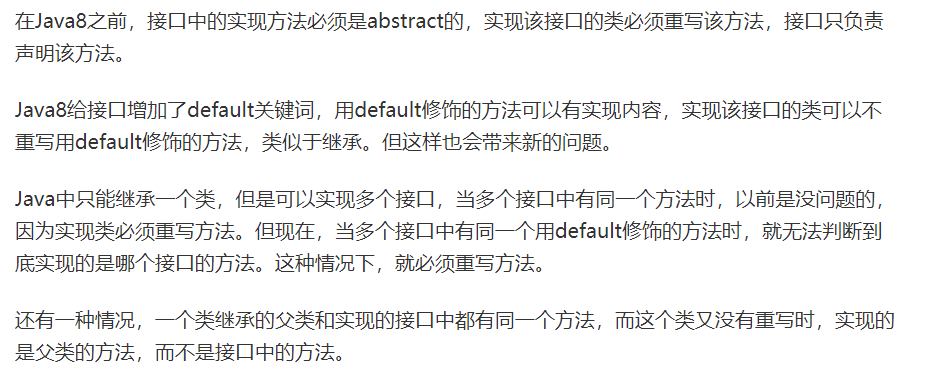 在Java8之前，接口中的实现方法必须是abstract的，实现该接口的类必须重写该方法，接口只负责
声明该方法。
Java8给接口增加了default关键词，用default修饰的方法可以有实现内容，实现该接口的类可以不
重写用default修饰的方法，类似于继承。但这样也会带来新的问题。
Java中只能继承一个类，但是可以实现多个接口，当多个接口中有同一个方法时，以前是没问题的，
因为实现类必须重写方法。但现在，当多个接口中有同一个用default修饰的方法时，就无法判断到
底实现的是哪个接口的方法。这种情况下，就必须重写方法。
还有一种情况，一个类继承的父类和实现的接口中都有同一个方法，而这个类又没有重写时，实现的
是父类的方法，而不是接口中的方法。